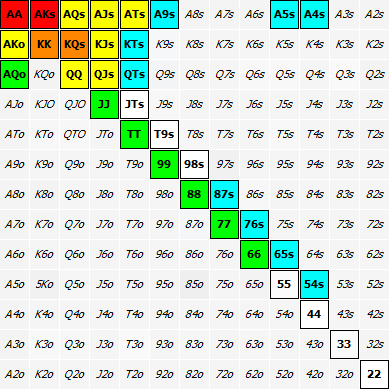 AA AKs AQs AJs ATs A9s A8s A7s A6s A5s A4s A3s A2s
AKo KK KQs KJs KTs K9s K8s K7s K6s K5s K4s K3s K2s
AQo KQo QQ QJs QTs Q9s Q8s Q7s Q6s Q5s Q4s Q3s Q2s
AJo KJO QJO JJ JTs J9s J8s J7s J6s J5s J4s J3s J2s
ATo KTo QTO JTo TT T9s T8s T7s T6s T5s T4s T3s T2s
A9o K9o Q9o J9o T9o 99 98s 97s 96s 95s 94s 93s 92s
A8o K8o Q8o J8o T8o 98o 88 87s 86s 85s 84s 83s 82s
A7o K7o Q7o J7o T7o 97o 87o 77 76s 75s 74s 73s 72s
A6o K6o Q6o J6o T6o 96o 86o 76o 66 65s 64s 63s 62s
A5o 5Ko Q5o J5o T5o 95o 85o 75o 65o 55 54s 53s 52s
A4o K4o Q4o J4o T4o 94o 84o 74o 64o 54o 44 43s 42s
A3o K3o Q3o J3o T3o 93o 83o 73o 63o 53o 43o 33 32s
A2o K2o Q2o J2o T2o 92o 82o 72o 62o 52o 42o 32o 22